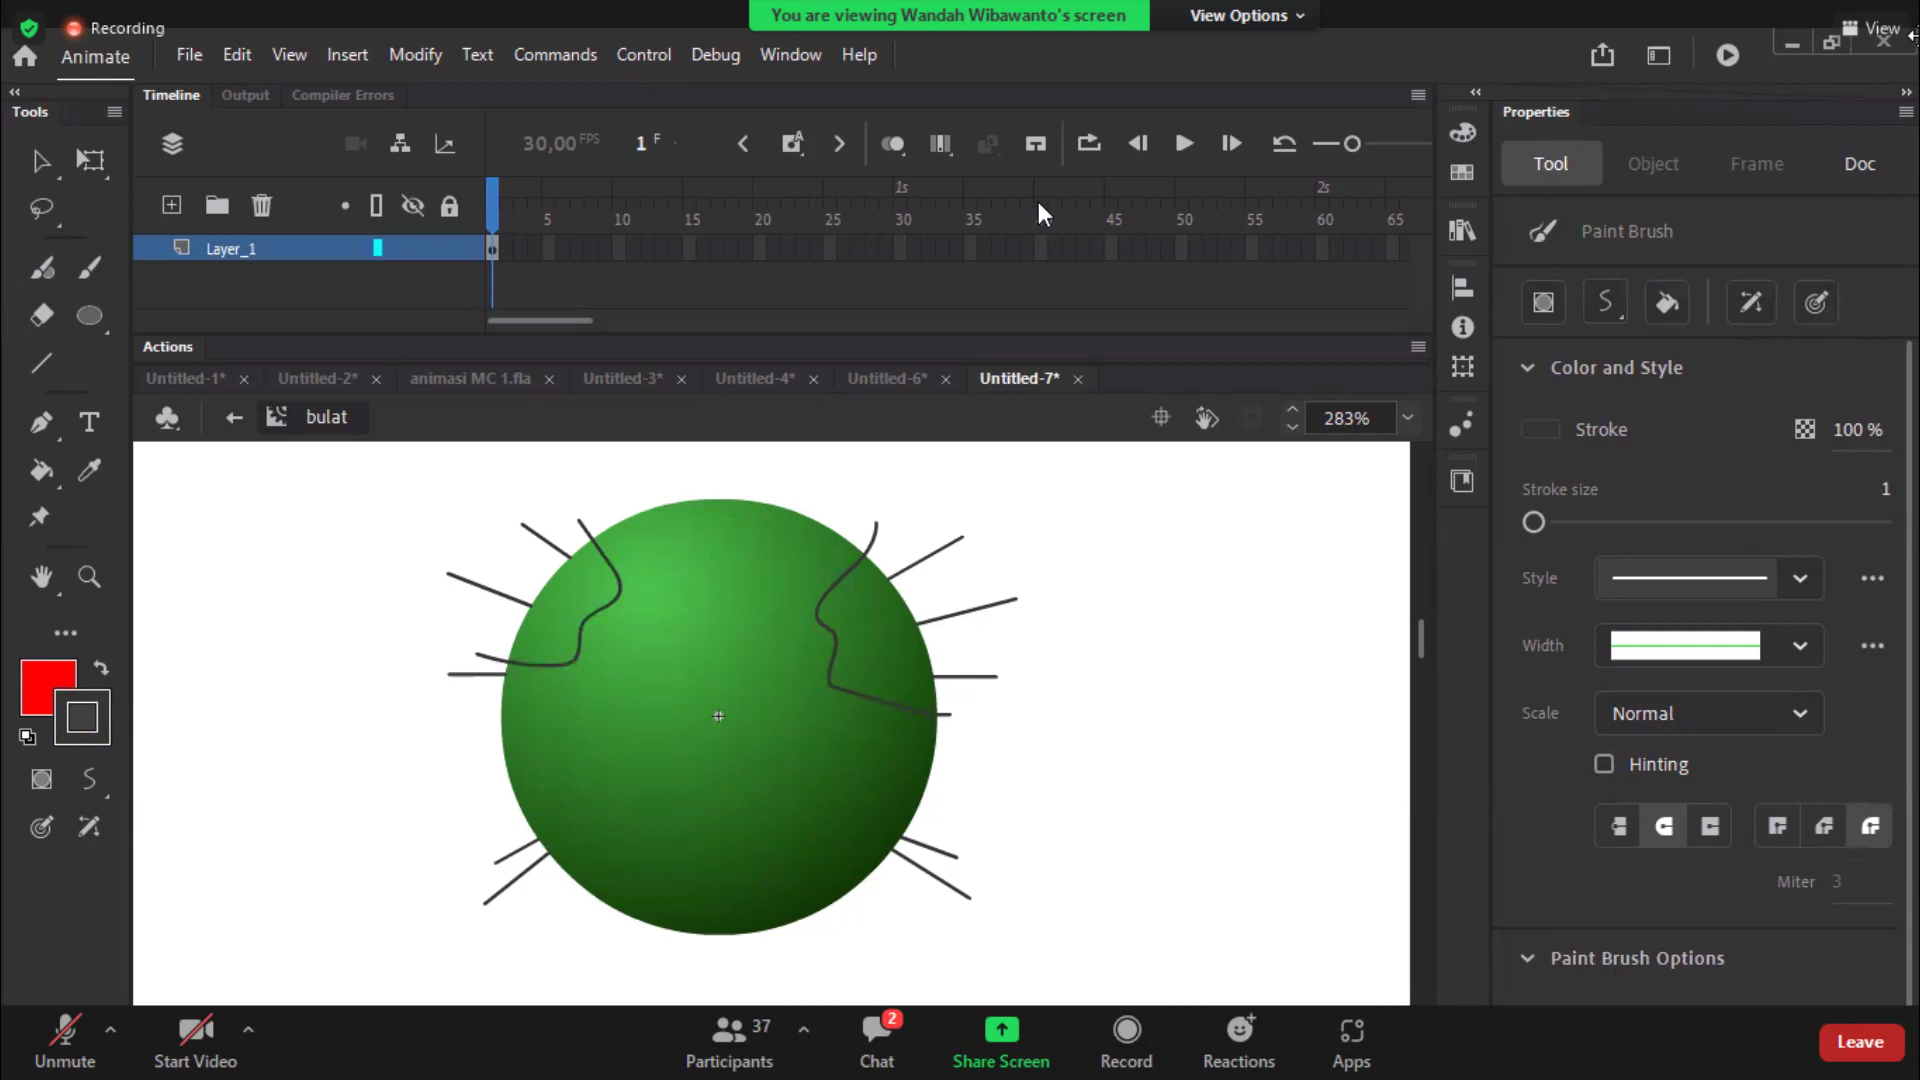 You are viewing Wandah Wibawanto's screen
View Options
Recording
View
Animate
File Edit View Insert Modify Text Commands Control Debug Window Help
Timeline Output Compiler Errors
Tools
Properties
30,00 FPS
1 F
Tool Object Frame Doc
1s 2s
5 10 15 20 25 30 35 45 50 55 60 65
Layer_1
Paint Brush
Actions
Untitled-1* Untitled-2* animasi MC 1.fla Untitled-3* Untitled-4* Untitled-6* Untitled-7*
Color and Style
bulat
283%
Stroke 100 %
Stroke size 1
Style
Width
Scale Normal
Hinting
Miter 3
Paint Brush Options
T
37
2
Unmute Start Video Participants Chat Share Screen Record Reactions Apps Leave